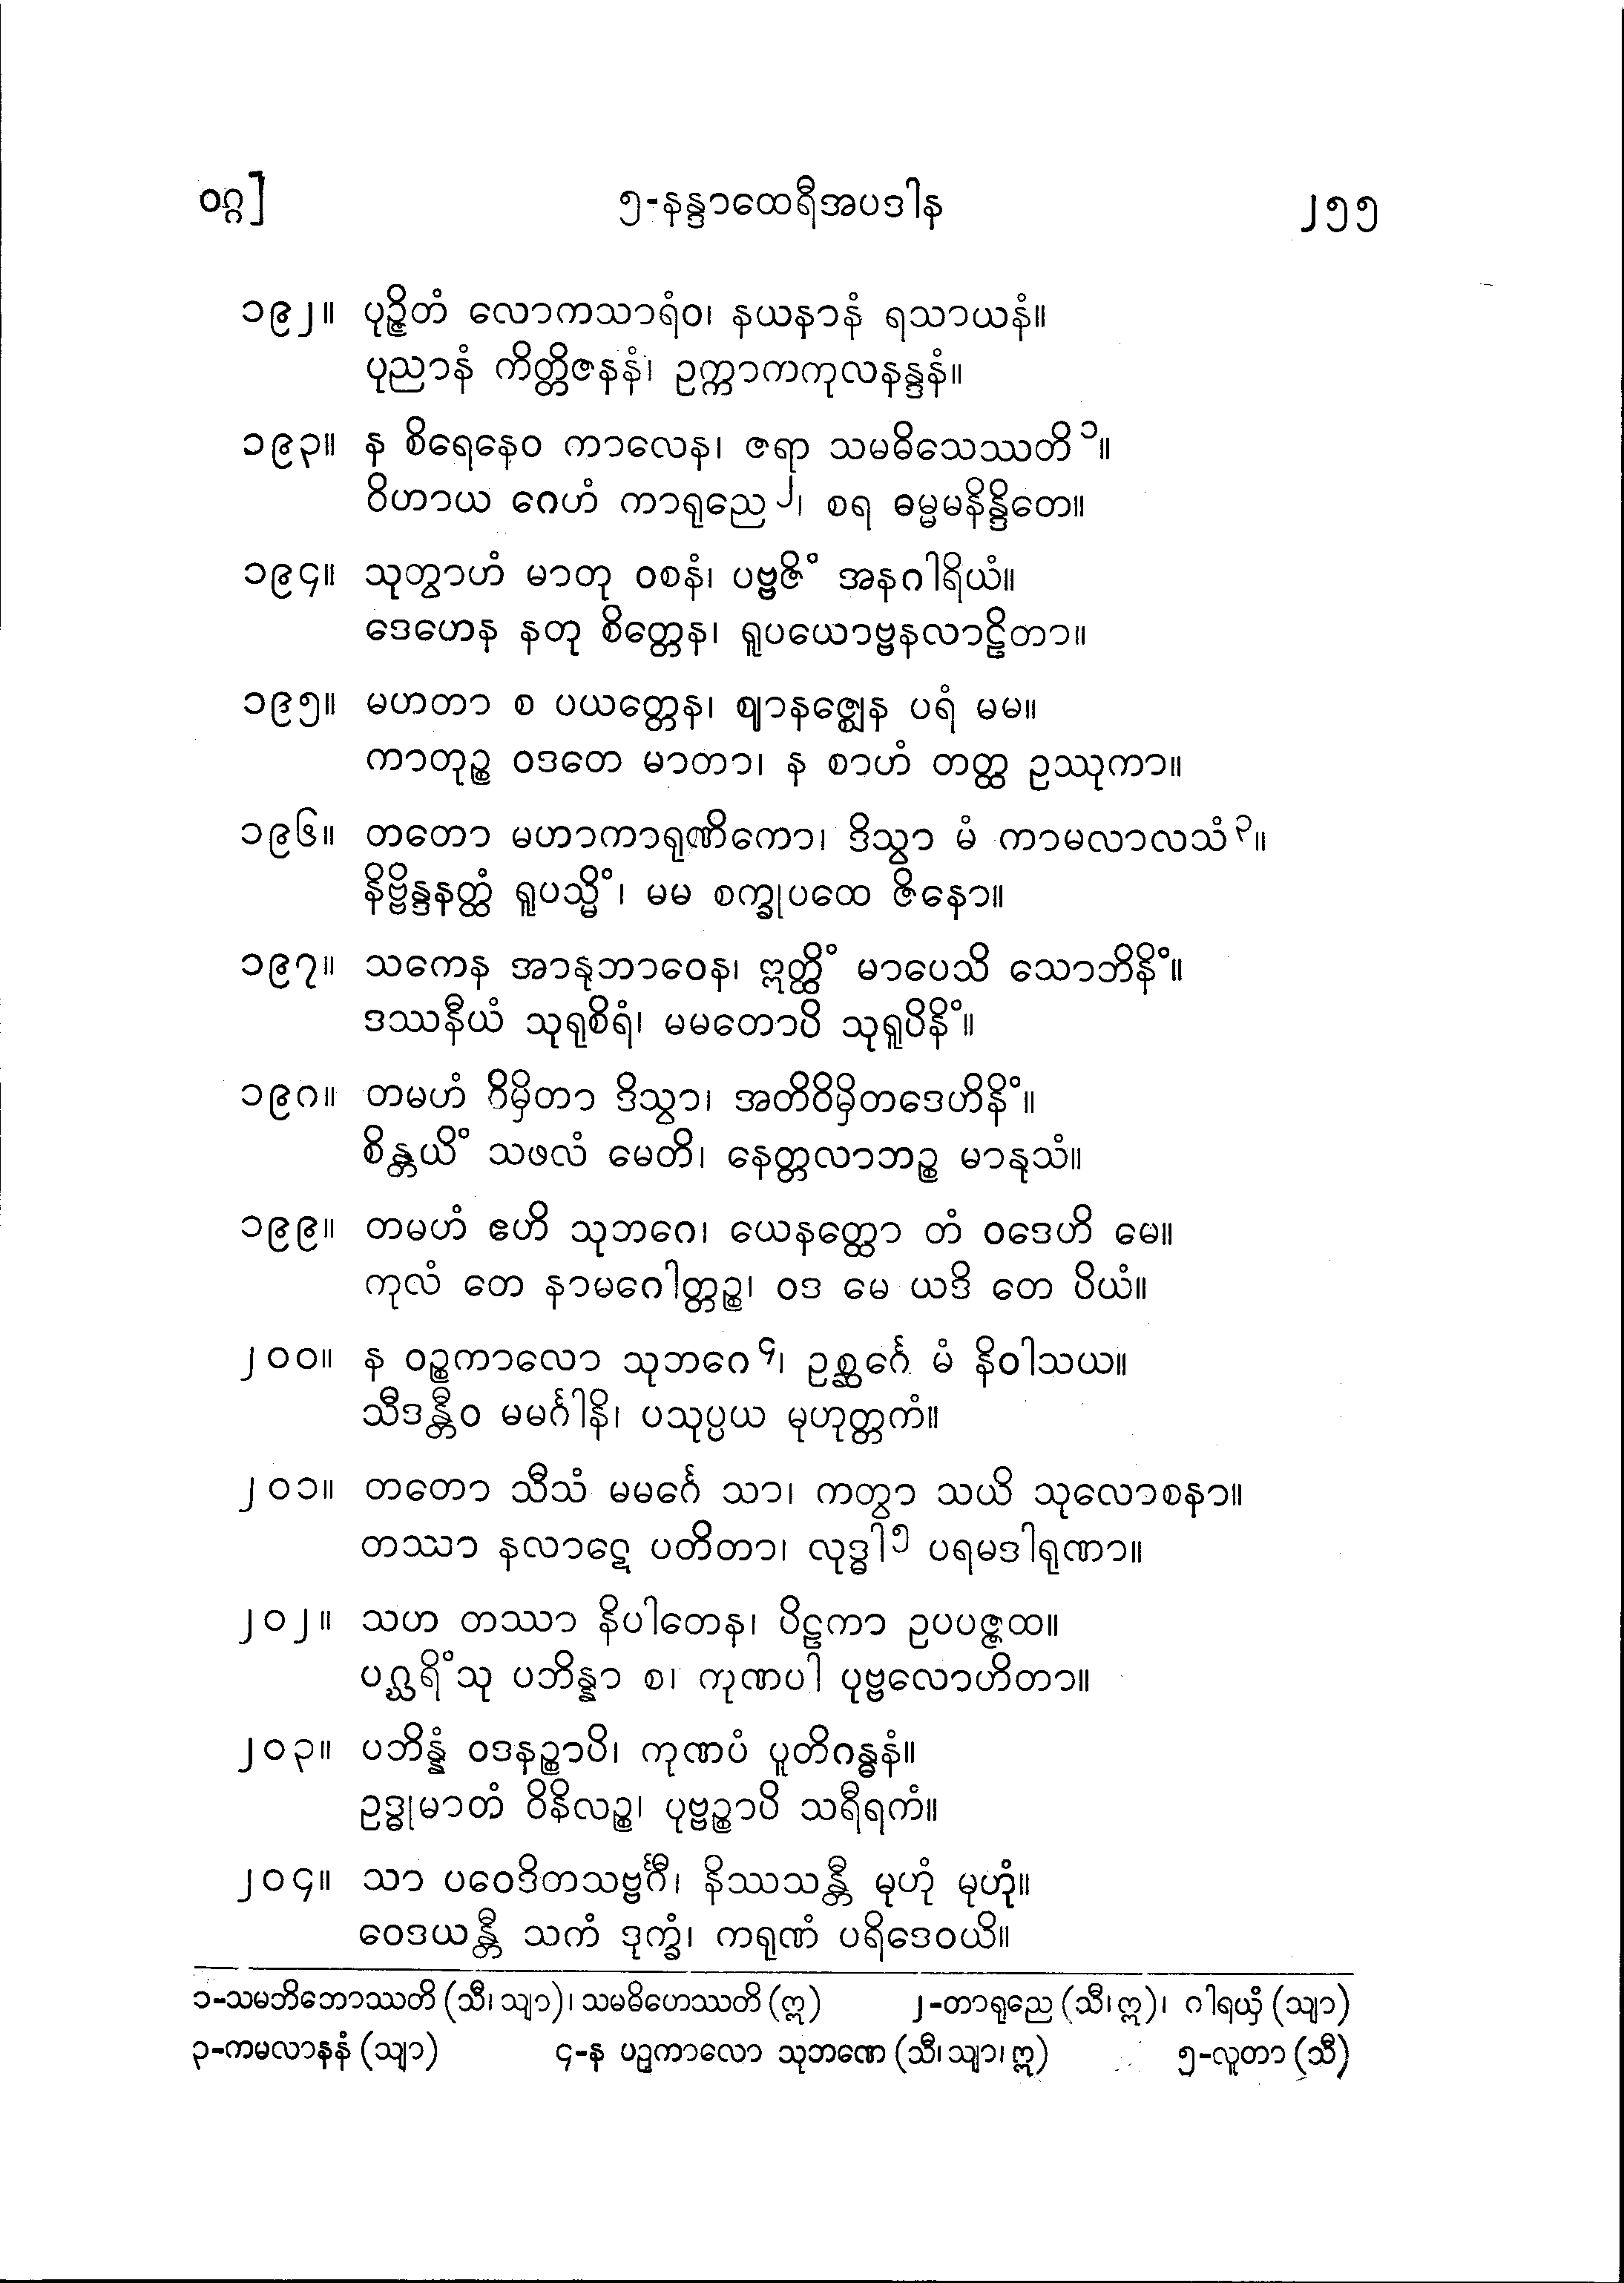 ဝဂ္ဂ] ၅-နန္ဒာထေရီအပဒါန ၂၅၅
၁၉၂။ ပုဉ္ဇိတံ လောကသာရံဝ၊ နယနာနံ ရသာယနံ။
ပုညာနံ ကိတ္တိဇနနံ၊ ဥက္ကာကကုလနန္ဒနံ။
၁၉၃။ န စိရေနေဝ ကာလေန၊ ဇရာ သမဓိသေဿတိ ၁။
ဝိဟာယ ဂေဟံ ကာရုညေ ၂၊ စရ ဓမ္မမနိန္ဒိတေ။
၁၉၄။ သုတွာဟံ မာတု ဝစနံ၊ ပဗ္ဗဇိံ အနဂါရိယံ။
ဒေဟေန နတု စိတ္တေန၊ ရူပယောဗ္ဗနလာဠိတာ။
၁၉၅။ မဟတာ စ ပယတ္တေန၊ ဈာနဇ္ဈေန ပရံ မမ။
ကာတုဉ္စ ဝဒတေ မာတာ၊ န စာဟံ တတ္ထ ဥဿုကာ။
၁၉၆။ တတော မဟာကာရုဏိကော၊ ဒိသွာ မံ ကာမလာလသံ ၃။
နိဗ္ဗိန္ဒနတ္ထံ ရူပသ္မိံ၊ မမ စက္ခုပထေ ဇိနော။
၁၉၇။ သကေန အာနုဘာဝေန၊ ဣတ္ထိံ မာပေသိ သောဘိနိံ။
ဒဿနီယံ သုရုစိရံ၊ မမတောပိ သုရူပိနိံ။
၁၉၈။ တမဟံ ဝိမှိတာ ဒိသွာ၊ အတိဝိမှိတဒေဟိနိံ။
စိန္တယိံ သဖလံ မေတိ၊ နေတ္တလာဘဉ္စ မာနုသံ။
၁၉၉။ တမဟံ ဧဟိ သုဘဂေ၊ ယေနတ္ထော တံ ဝဒေဟိ မေ။
ကုလံ တေ နာမဂေါတ္တဉ္စ၊ ဝဒ မေ ယဒိ တေ ပိယံ။
၂၀၀။ န ဝဉ္စကာလော သုဘဂေ ၄၊ ဥစ္ဆင်္ဂေ မံ နိဝါသယ။
သီဒန္တီဝ မမင်္ဂါနိ၊ ပသုပ္ပယ မုဟုတ္တကံ။
၂၀၁။ တတော သီသံ မမင်္ဂေ သာ၊ ကတွာ သယိ သုလောစနာ။
တဿာ နလာဋေ ပတိတာ၊ လုဒ္ဓါ ၅ ပရမဒါရုဏာ။
၂၀၂။ သဟ တဿာ နိပါတေန၊ ပိဠကာ ဥပပဇ္ဇထ။
ပဂ္ဃရိံသု ပဘိန္နာ စ၊ ကုဏပါ ပုဗ္ဗလောဟိတာ။
၂၀၃။ ပဘိန္နံ ဝဒနဉ္စာပိ၊ ကုဏပံ ပူတိဂန္ဓနံ။
ဥဒ္ဓုမာတံ ဝိနိလဉ္စ၊ ပုဗ္ဗဉ္စာပိ သရီရကံ။
၂၀၄။ သာ ပဝေဒိတသဗ္ဗင်္ဂီ၊ နိဿသန္တီ မုဟုံ မုဟုံ။
ဝေဒယန္တီ သကံ ဒုက္ခံ၊ ကရုဏံ ပရိဒေဝယိ။
၁-သမဘိဘောဿတိ (သီ၊ သျာ)၊ သမဓိဟေဿတိ (ဣ) ၂-တာရုညေ (သီ၊ ဣ)၊ ဂါရယှံ (သျာ)
၃-ကမလာနနံ (သျာ) ၄-န ပဥှကာလော သုဘဏေ (သီ၊ သျာ၊ ဣ) ၅-လူတာ (သီ)